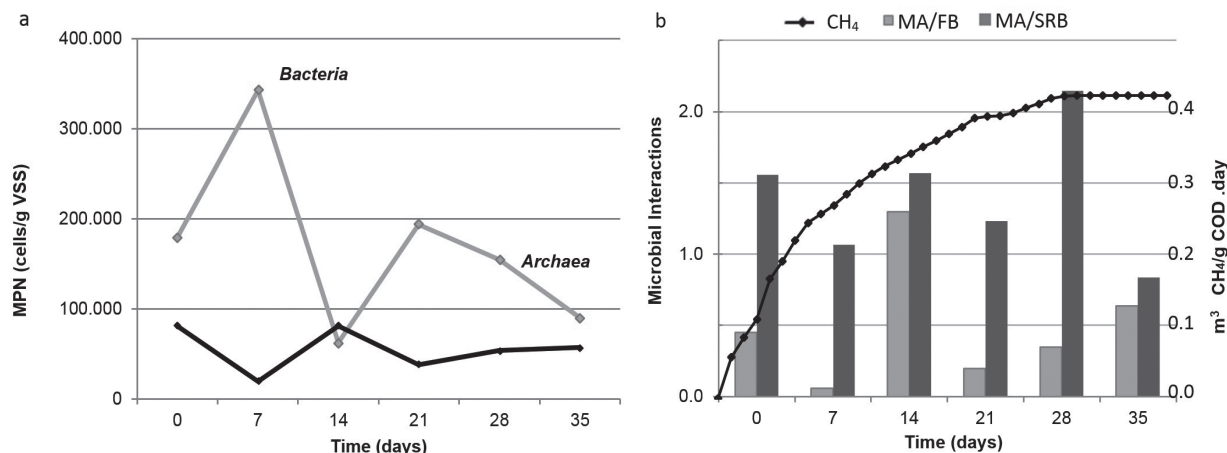 a
400.000
300.000
200.000
100.000
0
MPN (cells/g VSS)
Bacteria
Archaea
0 7 14 21 28 35
Time (days)
b
CH₄ MA/FB MA/SRB
2.0
1.0
0.0
Microbial Interactions
0.4
0.3
0.2
0.1
0.0
m³ CH₄/g COD .day
0 7 14 21 28 35
Time (days)